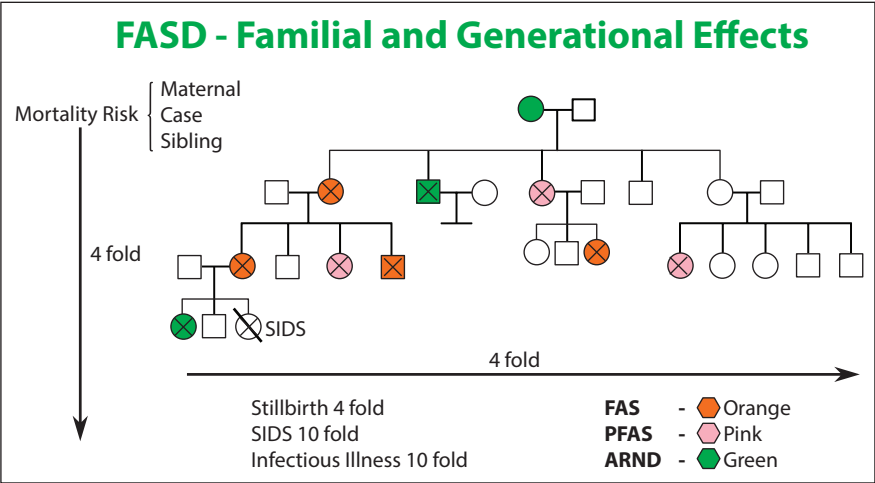 FASD - Familial and Generational Effects
Mortality Risk
Maternal
Case
Sibling
4 fold
SIDS
4 fold
Stillbirth 4 fold
SIDS 10 fold
Infectious Illness 10 fold
FAS - Orange
PFAS - Pink
ARND - Green